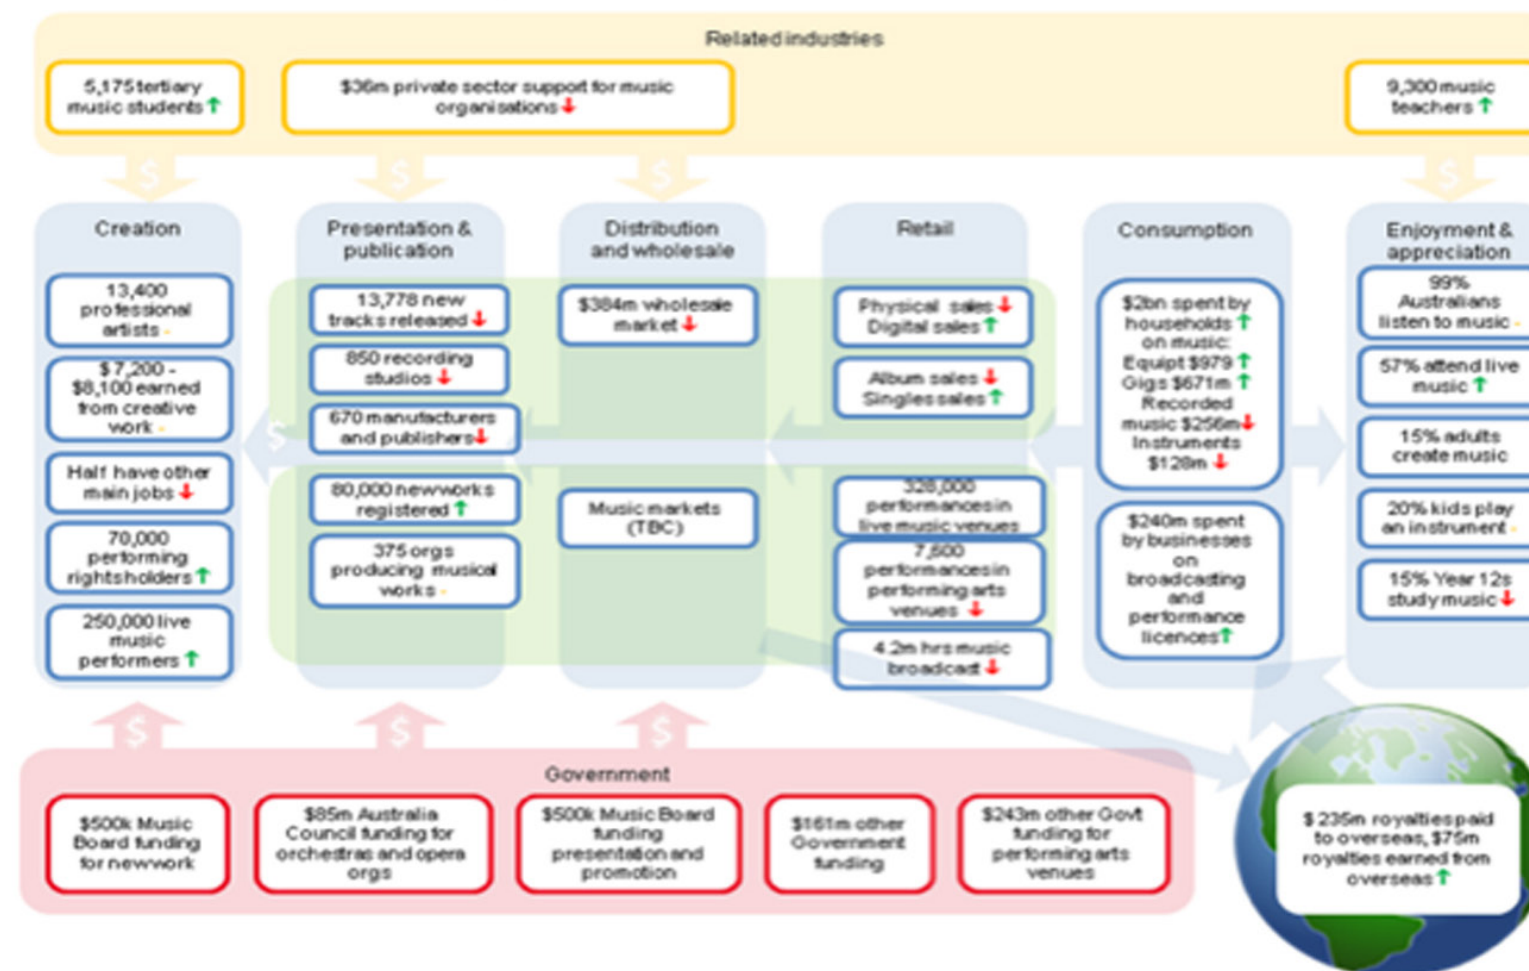 Related industries
5,175 tertiary
music students ↑
$36m private sector support for music
organisations ↓
9,300 music
teachers ↑
$
$
$
$
Creation
13,400
professional
artists -
$7,200 -
$8,100 earned
from creative
work -
Half have other
main jobs ↓
70,000
performing
rights holders ↑
250,000 live
music
performers ↑
Presentation &
publication
13,778 new
tracks released ↓
850 recording
studios ↓
670 manufacturers
and publishers ↓
80,000 new works
registered ↑
375 orgs
producing musical
works -
Distribution
and wholesale
$384m wholesale
market ↓
Music markets
(TBC)
Retail
Physical sales ↓
Digital sales ↑
Album sales ↓
Singles sales ↑
328,000
performances in
live music venues
7,600
performances in
performing arts
venues ↓
4.2m hrs music
broadcast ↓
Consumption
$2bn spent by
households ↑
on music:
Equipt $979 ↑
Gigs $671m ↑
Recorded
music $256m ↓
Instruments
$128m ↓
$240m spent
by businesses
on
broadcasting
and
performance
licences ↑
Enjoyment &
appreciation
99%
Australians
listen to music -
57% attend live
music ↑
15% adults
create music
20% kids play
an instrument -
15% Year 12s
study music ↓
$
$
$
$
Government
$500k Music
Board funding
for new work
$85m Australia
Council funding for
orchestras and opera
orgs
$500k Music Board
funding
presentation and
promotion
$161m other
Government
funding
$243m other Govt
funding for
performing arts
venues
$235m royalties paid
to overseas, $75m
royalties earned from
overseas ↑